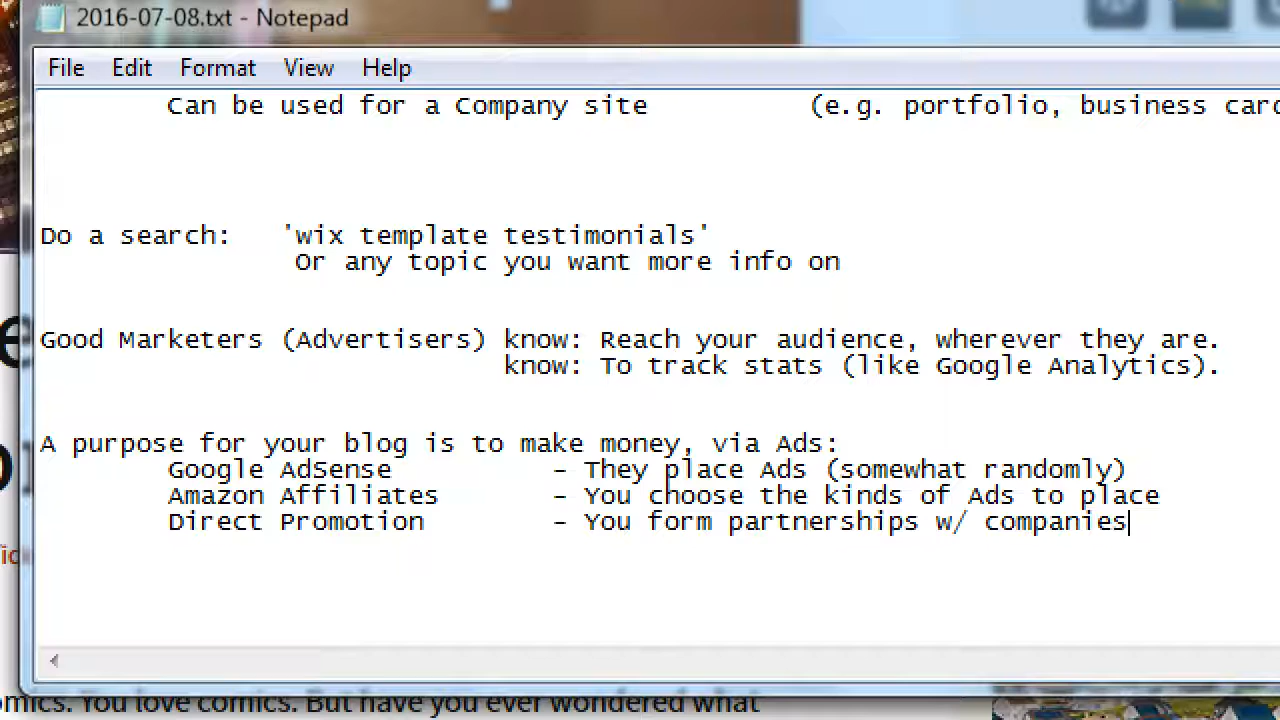 2016-07-08.txt - Notepad
File Edit Format View Help
Can be used for a Company site (e.g. portfolio, business card
Do a search: 'wix template testimonials'
Or any topic you want more info on
Good Marketers (Advertisers) know: Reach your audience, wherever they are.
know: To track stats (like Google Analytics).
A purpose for your blog is to make money, via Ads:
Google AdSense - They place Ads (somewhat randomly)
Amazon Affiliates - You choose the kinds of Ads to place
Direct Promotion - You form partnerships w/ companies
omics. You love comics. But have you ever wondered what